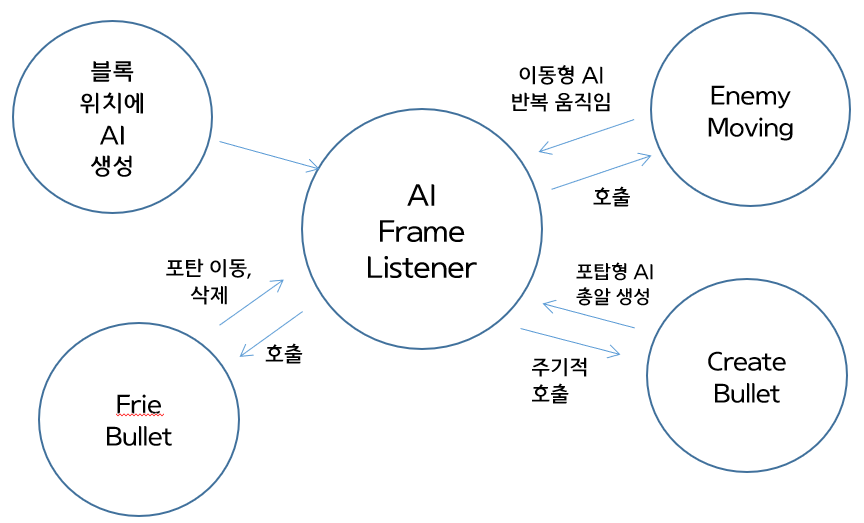 블록
위치에
AI
생성
AI
Frame
Listener
이동형 AI
반복 움직임
호출
Enemy
Moving
포탄 이동,
삭제
호출
Frie
Bullet
포탑형 AI
총알 생성
주기적
호출
Create
Bullet